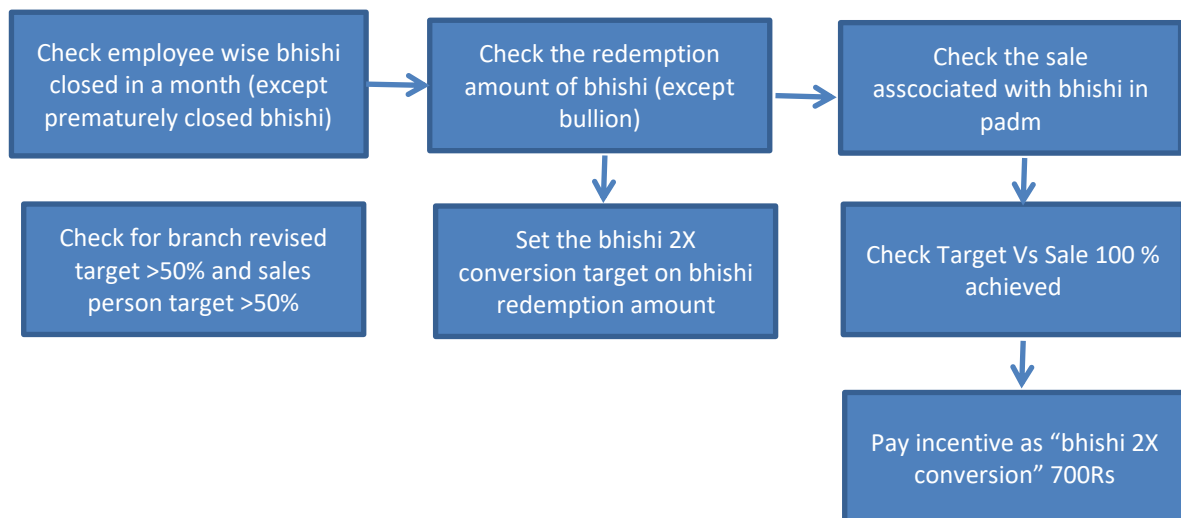 Check employee wise bhishi
closed in a month (except
prematurely closed bhishi)
Check the redemption
amount of bhishi (except
bullion)
Check the sale
asscociated with bhishi in
padm
Check for branch revised
target >50% and sales
person target >50%
Set the bhishi 2X
conversion target on bhishi
redemption amount
Check Target Vs Sale 100 %
achieved
Pay incentive as “bhishi 2X
conversion” 700Rs